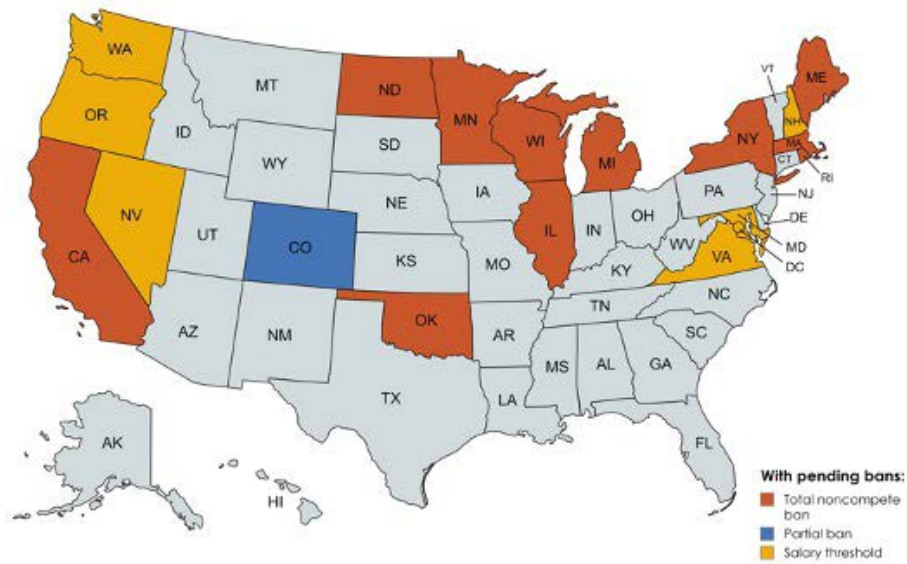 WA
MT
ND
MN
VT
ME
OR
ID
SD
WI
NY
NH
MA
WY
MI
CT
RI
IA
PA
NJ
NE
NV
UT
CO
IL
IN
OH
DE
CA
KS
MO
WV
VA
MD
KY
DC
AZ
NM
OK
AR
TN
NC
SC
TX
MS
AL
GA
LA
AK
FL
HI
With pending bans:
Total noncompete
ban
Partial ban
Salary threshold